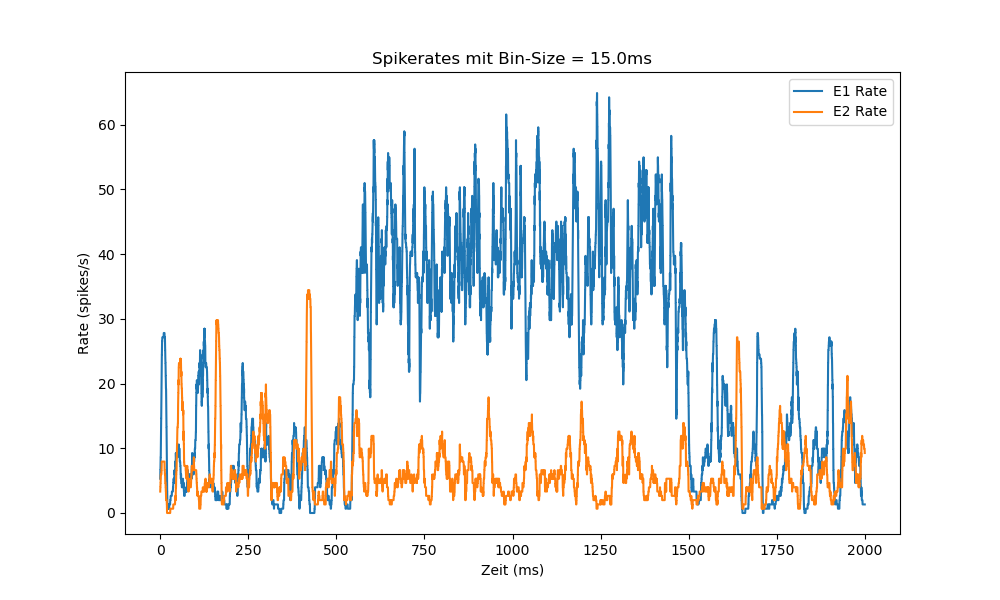 Spikerates mit Bin-Size = 15.0ms
E1 Rate
E2 Rate
Rate (spikes/s)
60
50
40
30
20
10
0
0 250 500 750 1000 1250 1500 1750 2000
Zeit (ms)